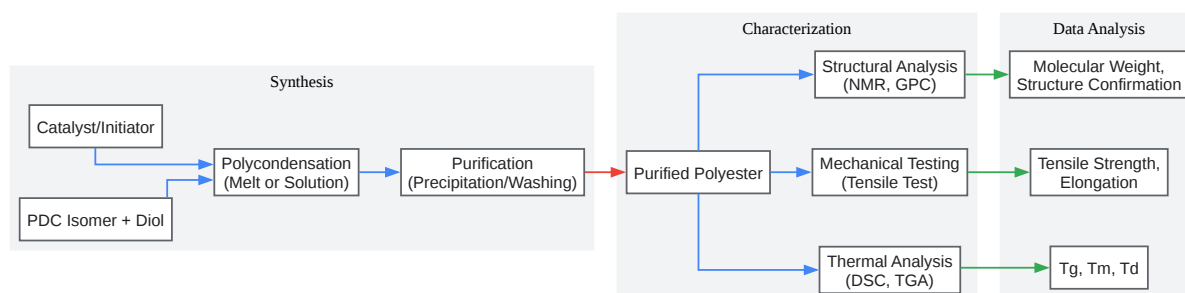 Synthesis
Catalyst/Initiator
PDC Isomer + Diol
Polycondensation
(Melt or Solution)
Purification
(Precipitation/Washing)
Characterization
Purified Polyester
Structural Analysis
(NMR, GPC)
Mechanical Testing
(Tensile Test)
Thermal Analysis
(DSC, TGA)
Data Analysis
Molecular Weight,
Structure Confirmation
Tensile Strength,
Elongation
Tg, Tm, Td